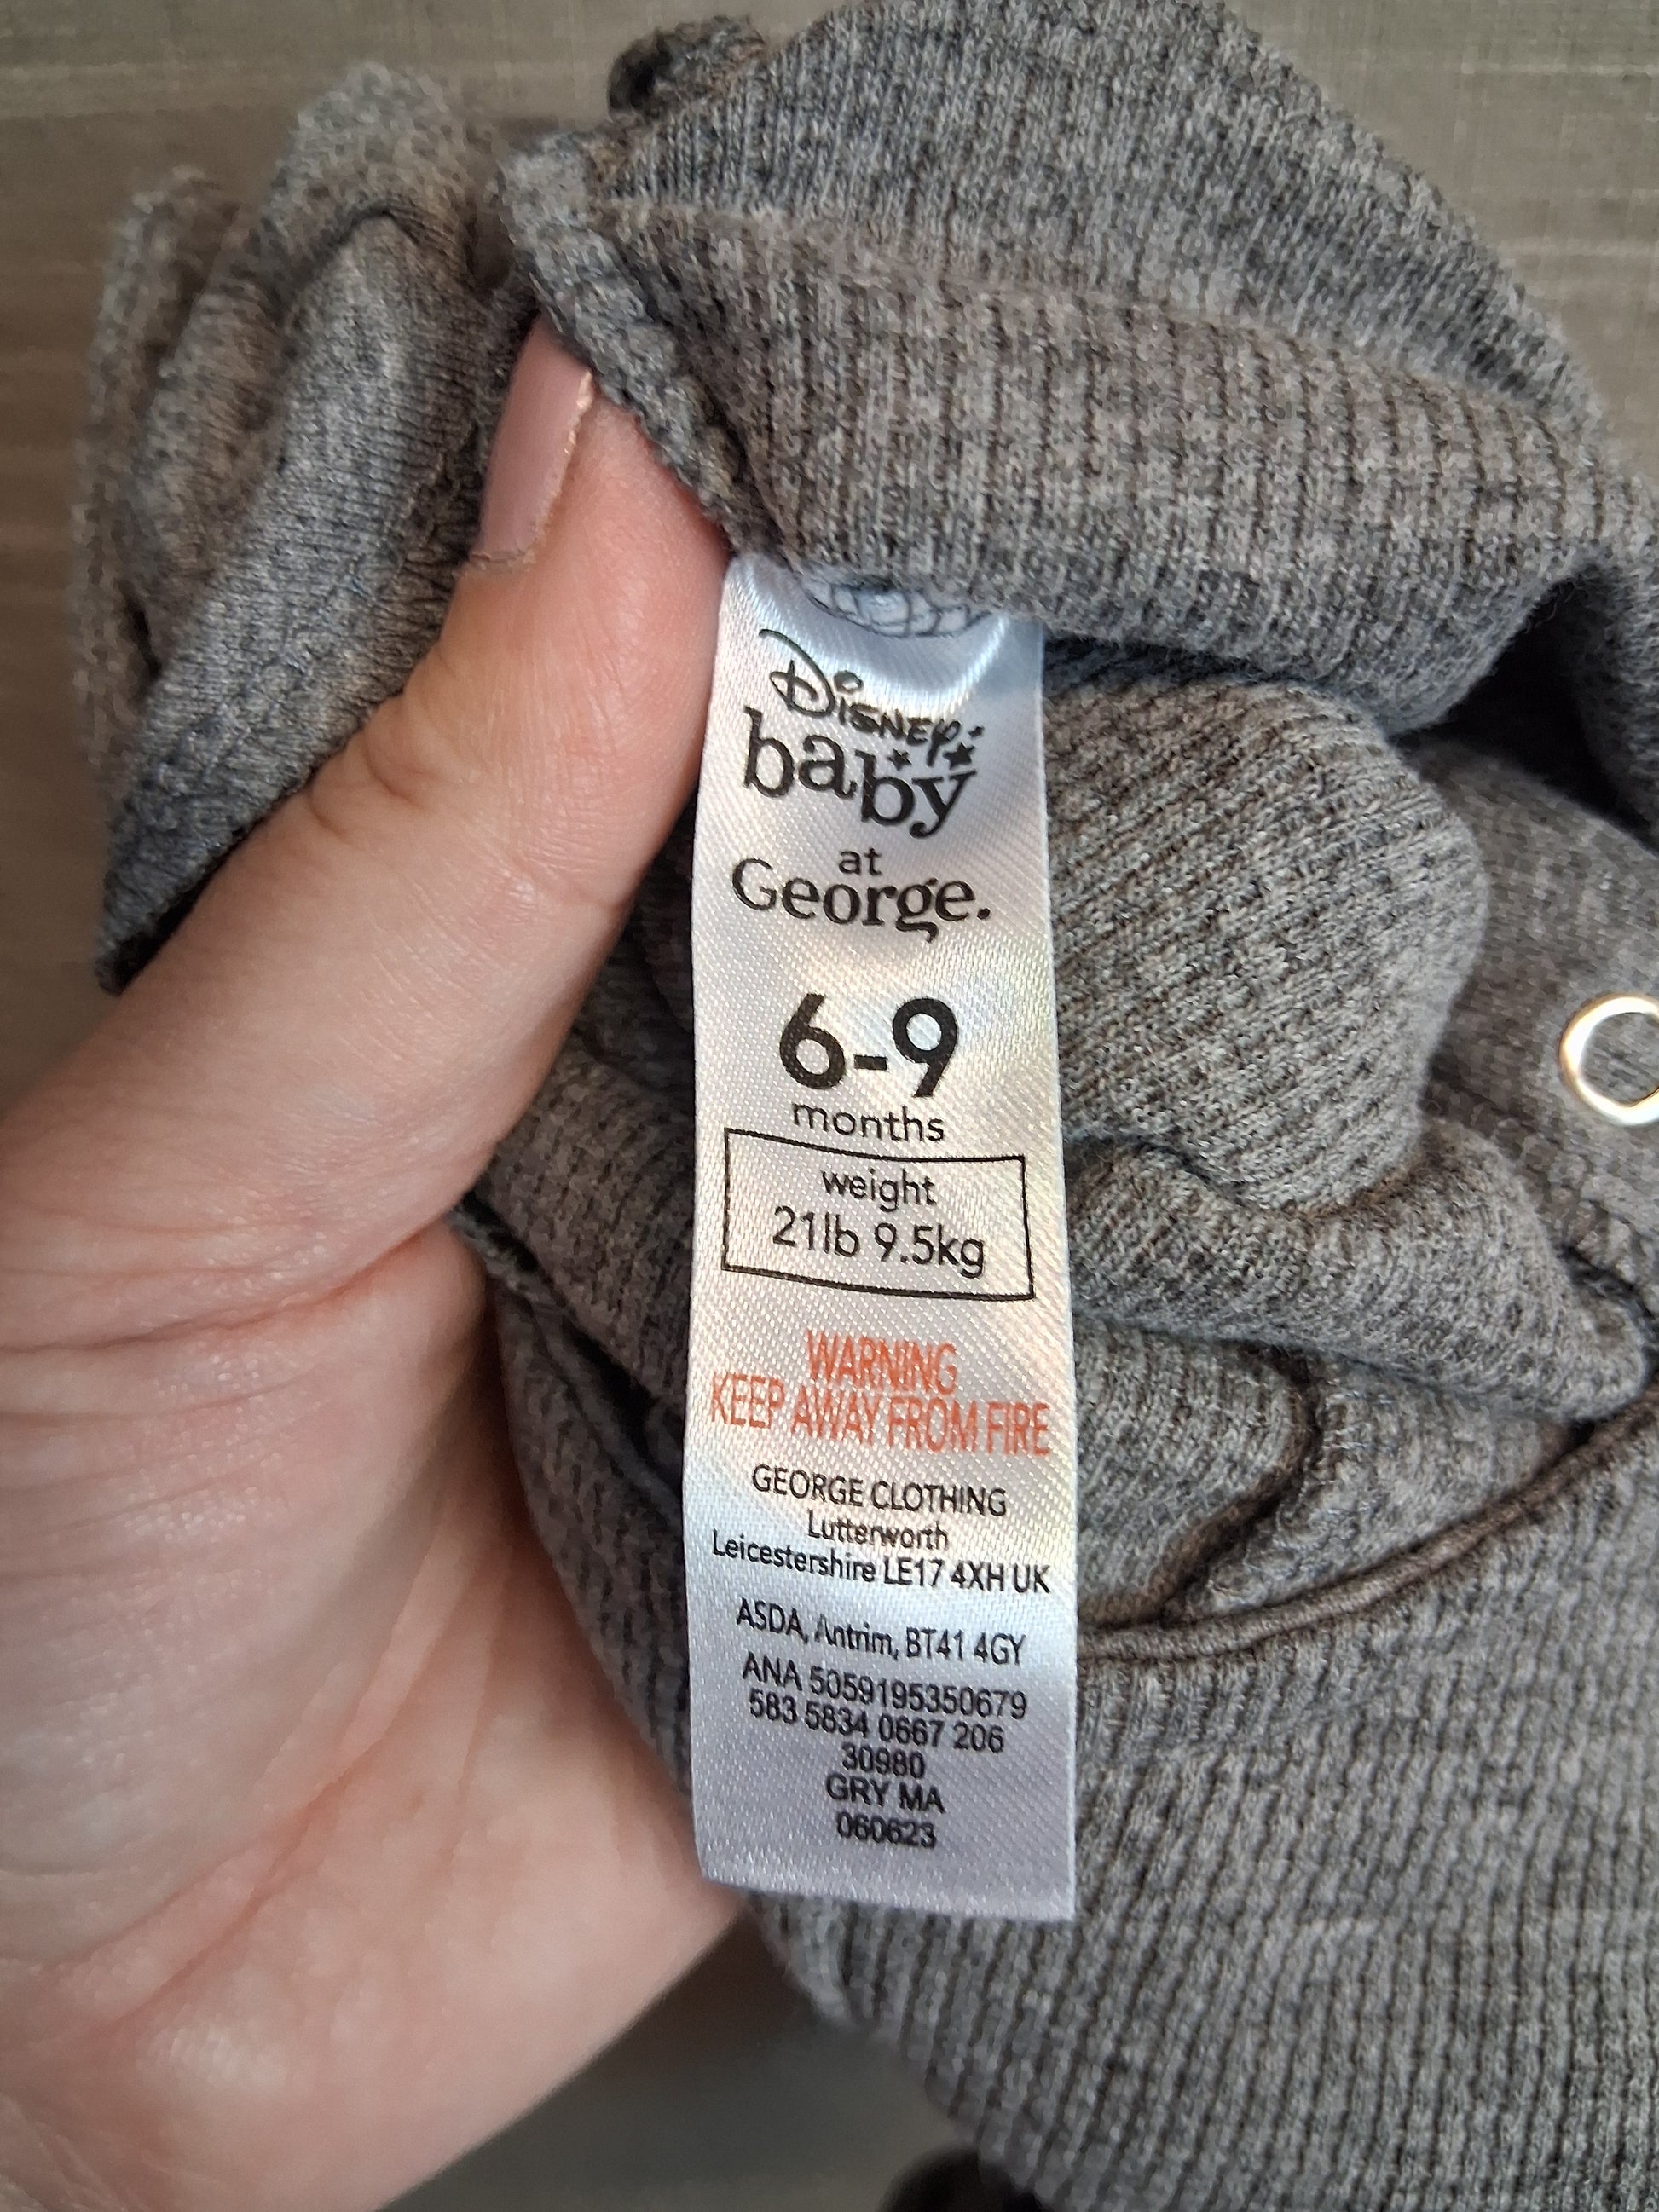 Disney
baby
at
George.
6-9
months
weight
21lb 9.5kg
WARNING
KEEP AWAY FROM FIRE
GEORGE CLOTHING
Lutterworth
Leicestershire LE17 4XH UK
ASDA, Antrim, BT41 4GY
ANA 5059195350679
583 5834 0667 206
30980
GRY MA
060623